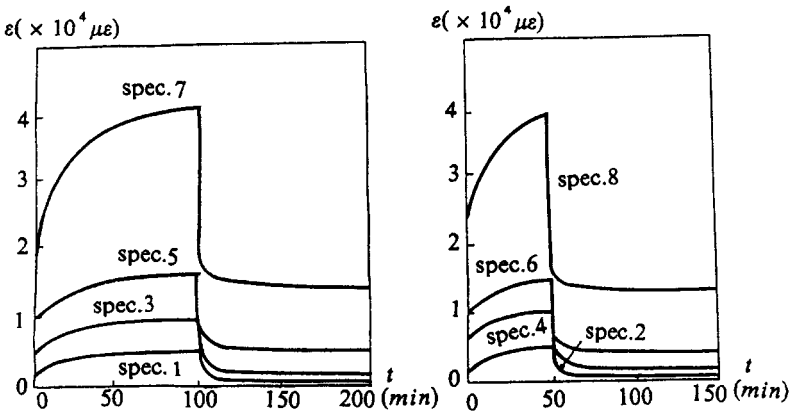 ε( × 10⁴ με)
spec.7
4
3
2
spec.5
spec.3
1
spec. 1
0
0 50 100 150 200 (min)
t
ε( × 10⁴ με)
4
3
spec.8
2
spec.6
1
spec.4
spec.2
0
0 50 100 150 (min)
t